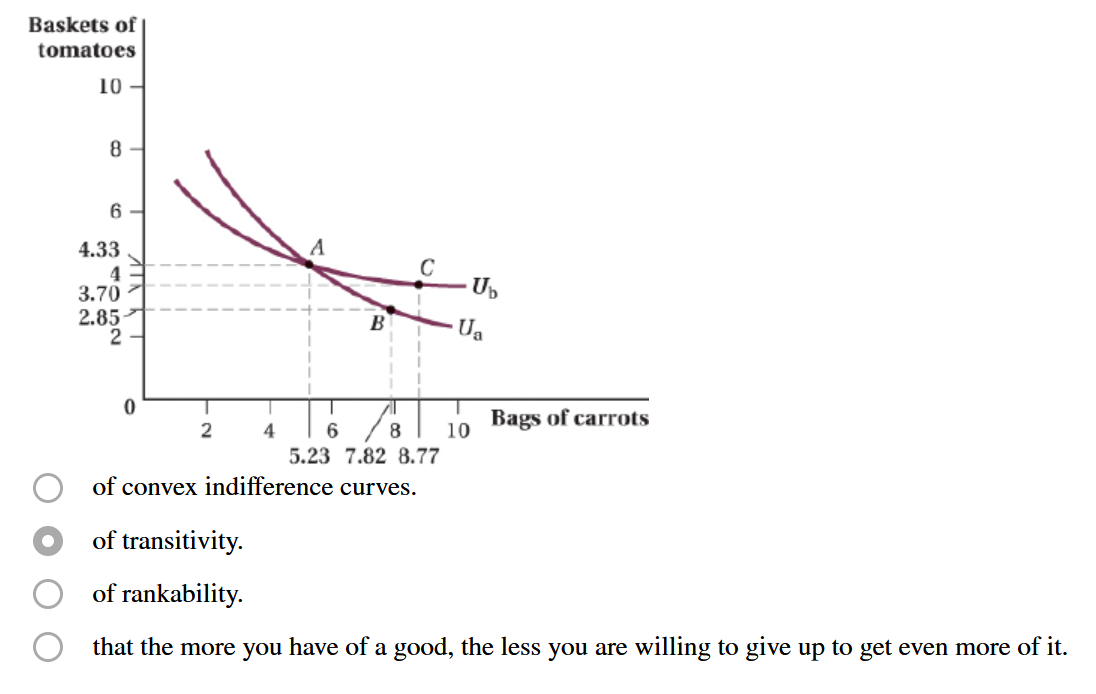 Baskets of
tomatoes
10
8
6
4.33
4
3.70
2.85
2
0
A
C
B
Ub
Ua
2 4 6 8 10
Bags of carrots
5.23 7.82 8.77
of convex indifference curves.
of transitivity.
of rankability.
that the more you have of a good, the less you are willing to give up to get even more of it.